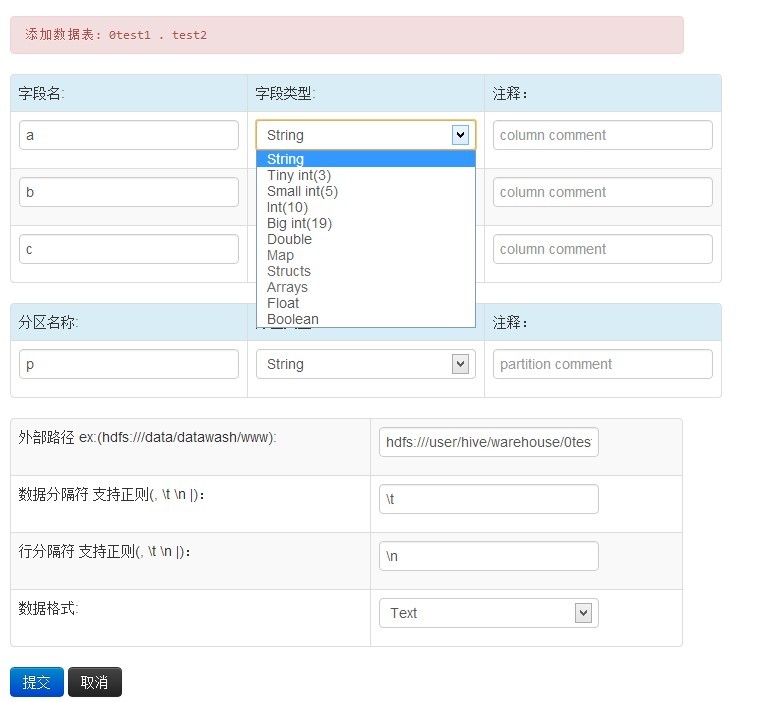 添加数据表: 0test1 . test2
字段名: 字段类型: 注释:
a String column comment
String
Tiny int(3)
Small int(5)
b column comment
Int(10)
Big int(19)
Double
c column comment
Map
Structs
Arrays
Float
Boolean
分区名称: 注释:
p String partition comment
外部路径 ex:(hdfs:///data/datawash/www): hdfs:///user/hive/warehouse/0tes
数据分隔符 支持正则(, \t \n |): \t
行分隔符 支持正则(, \t \n |): \n
数据格式: Text
提交 取消